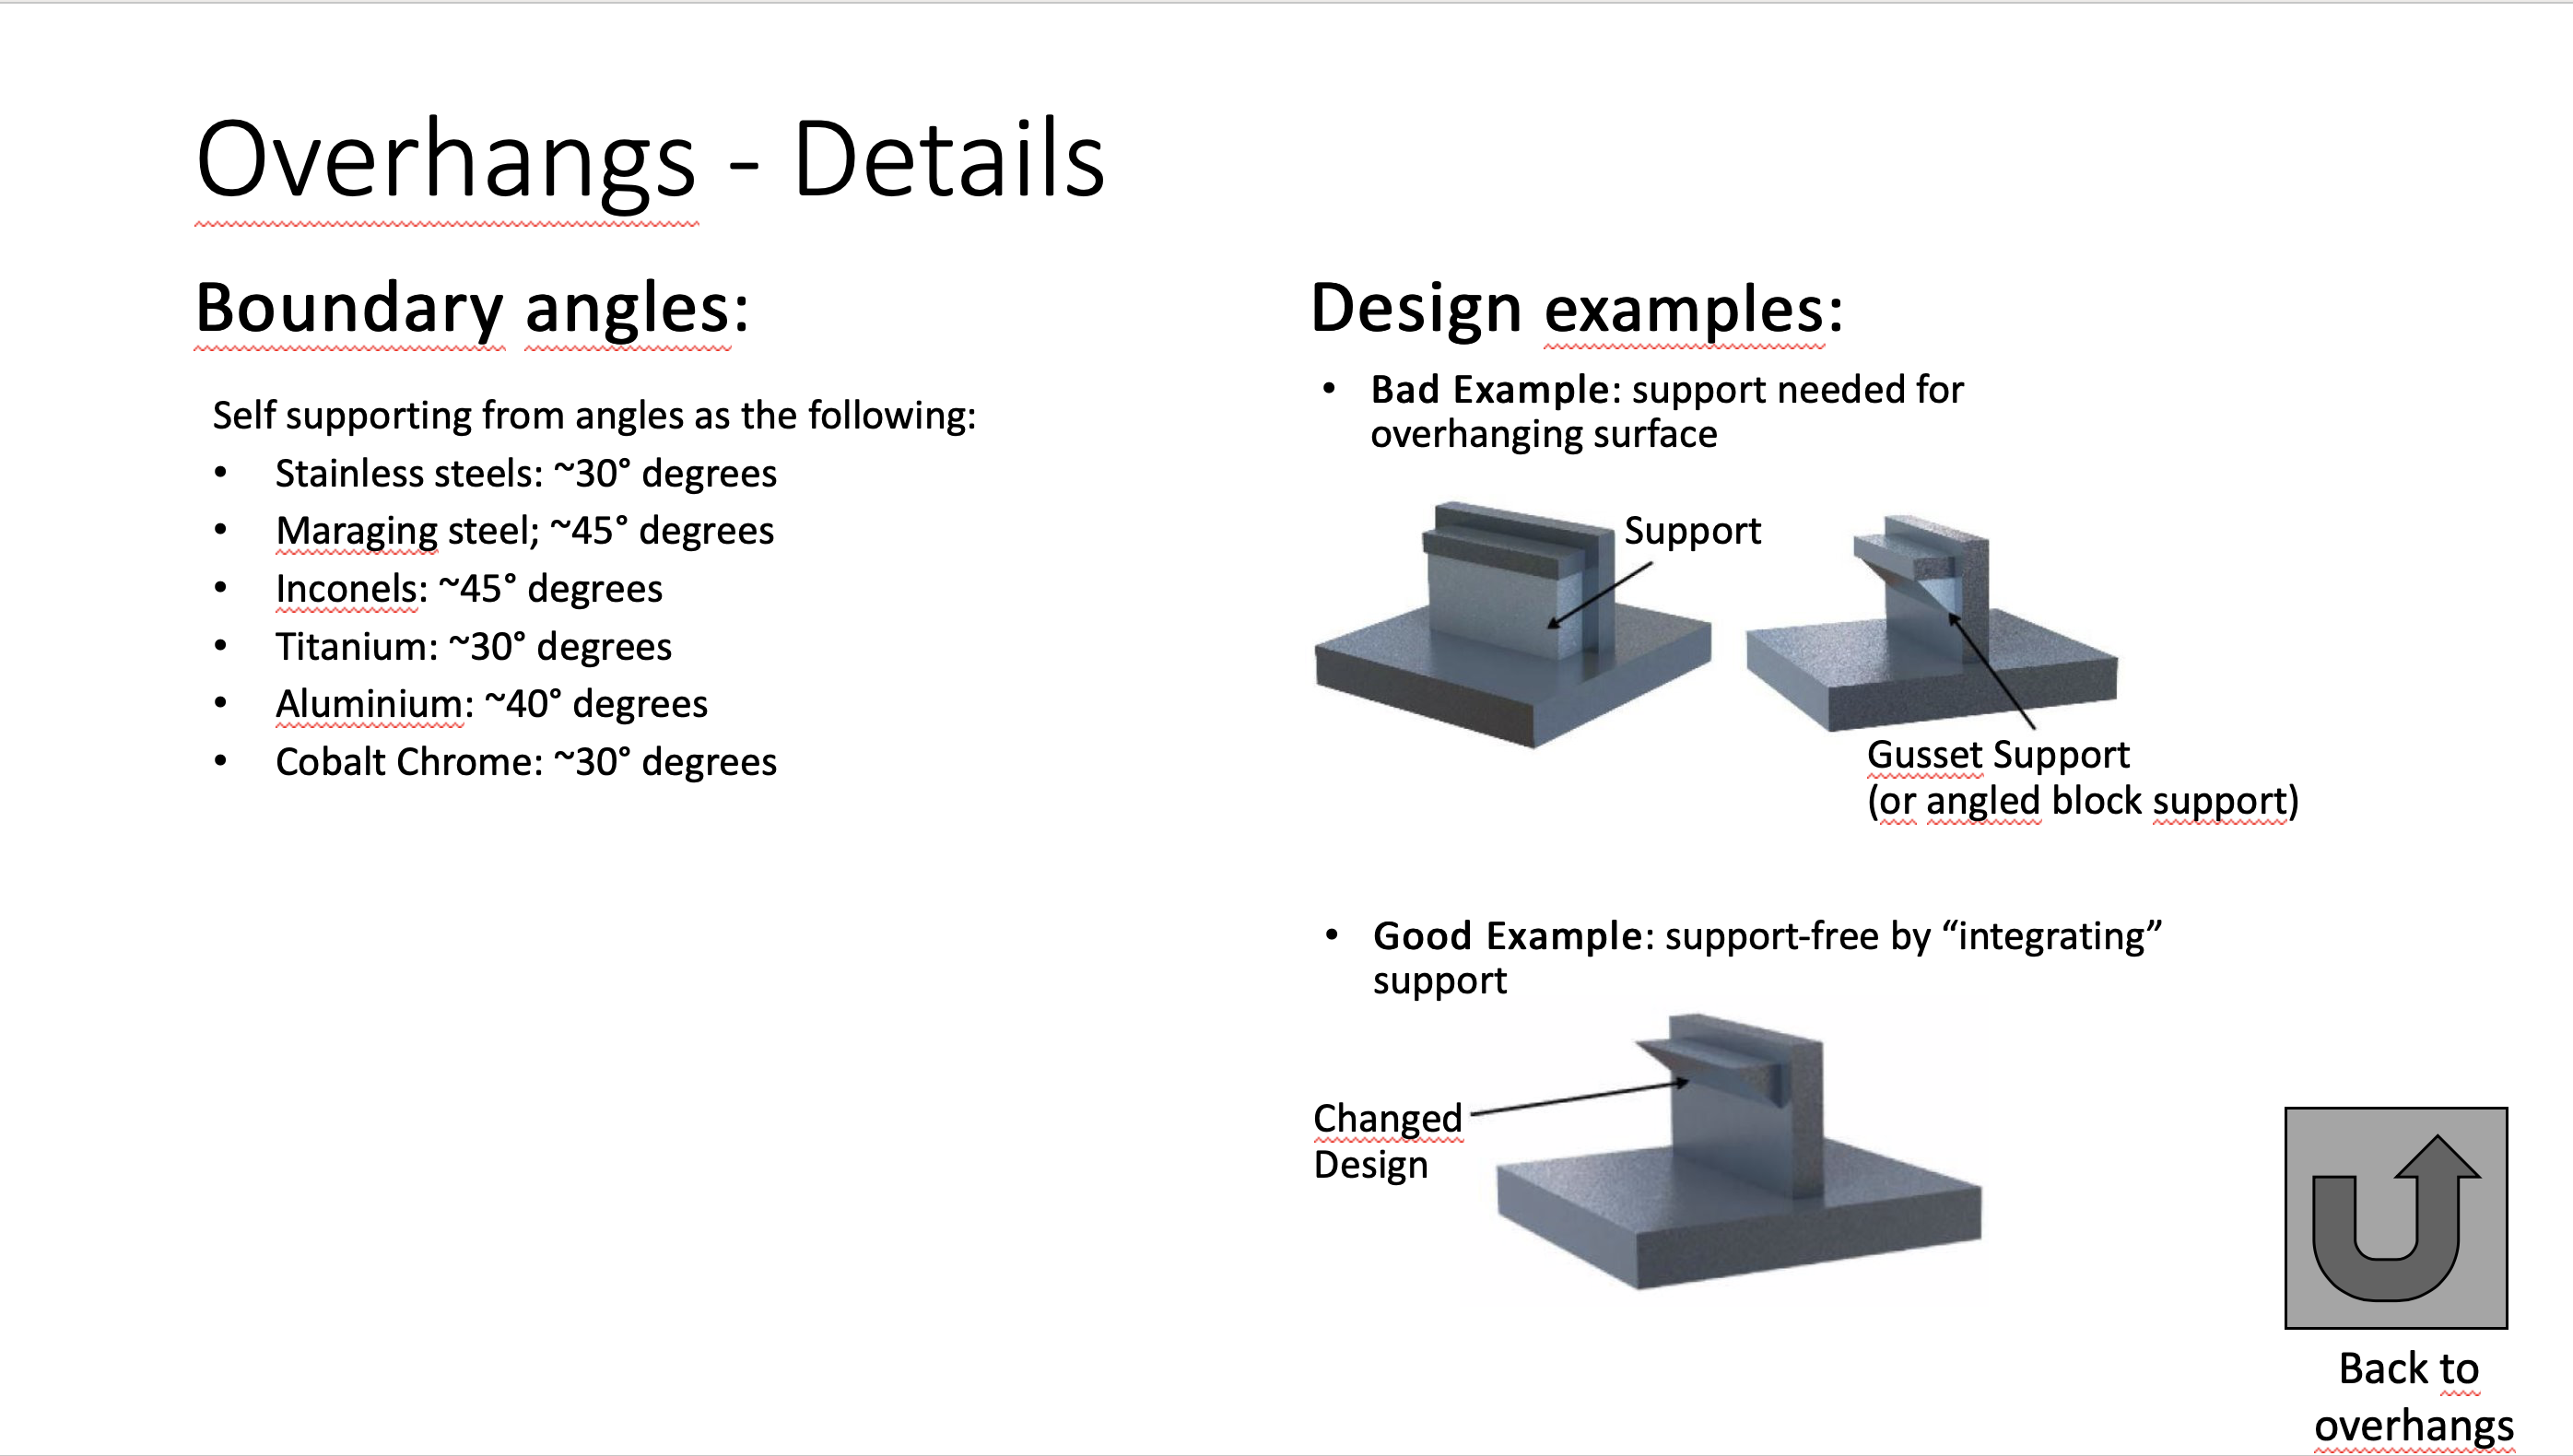 Overhangs - Details
Boundary angles:
Self supporting from angles as the following:
• Stainless steels: ~30° degrees
• Maraging steel; ~45° degrees
• Inconels: ~45° degrees
• Titanium: ~30° degrees
• Aluminium: ~40° degrees
• Cobalt Chrome: ~30° degrees
Design examples:
• Bad Example: support needed for
overhanging surface
Support
Gusset Support
(or angled block support)
• Good Example: support-free by “integrating”
support
Changed
Design
Back to
overhangs